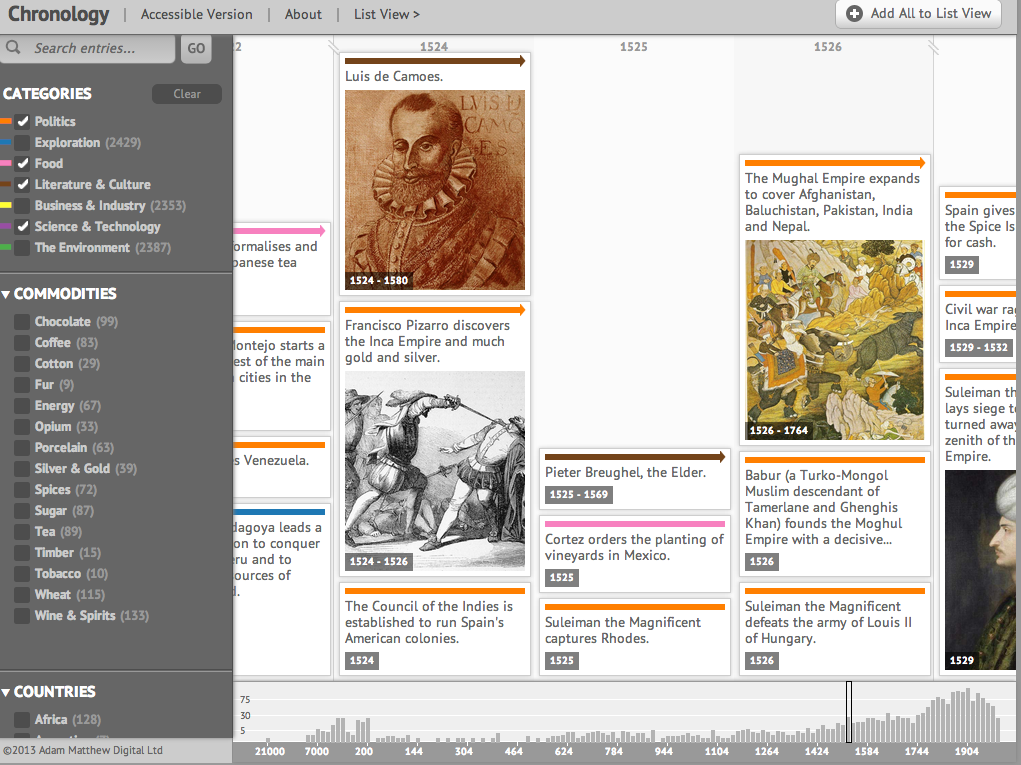 Chronology
Accessible Version
About
List View >
Add All to List View
Search entries...
GO
CATEGORIES
Clear
Politics
Exploration (2429)
Food
Literature & Culture
Business & Industry (2353)
Science & Technology
The Environment (2387)
COMMODITIES
Chocolate (99)
Coffee (83)
Cotton (29)
Fur (9)
Energy (67)
Opium (33)
Porcelain (63)
Silver & Gold (39)
Spices (72)
Sugar (87)
Tea (89)
Timber (15)
Tobacco (10)
Wheat (115)
Wine & Spirits (133)
COUNTRIES
Africa (128)
©2013 Adam Matthew Digital Ltd
22
1524
1525
1526
formalises and
panese tea
Montejo starts a
est of the main
cities in the
s Venezuela.
dagoya leads a
on to conquer
eru and to
ources of
Luis de Camoes.
LVIS D
CAMO
ES
1524 - 1580
Francisco Pizarro discovers
the Inca Empire and much
gold and silver.
1524 - 1526
The Council of the Indies is
established to run Spain's
American colonies.
1524
Pieter Breughel, the Elder.
1525 - 1569
Cortez orders the planting of
vineyards in Mexico.
1525
Suleiman the Magnificent
captures Rhodes.
1525
The Mughal Empire expands
to cover Afghanistan,
Baluchistan, Pakistan, India
and Nepal.
1526 - 1764
Babur (a Turko-Mongol
Muslim descendant of
Tamerlane and Ghenghis
Khan) founds the Moghul
Empire with a decisive...
1526
Suleiman the Magnificent
defeats the army of Louis II
of Hungary.
1526
Spain gives
the Spice Is
for cash.
1529
Civil war rag
Inca Empire
1529 - 1532
Suleiman th
lays siege t
turned away
zenith of th
Empire.
1529
75
30
5
21000 7000 200 144 304 464 624 784 944 1104 1264 1424 1584 1744 1904